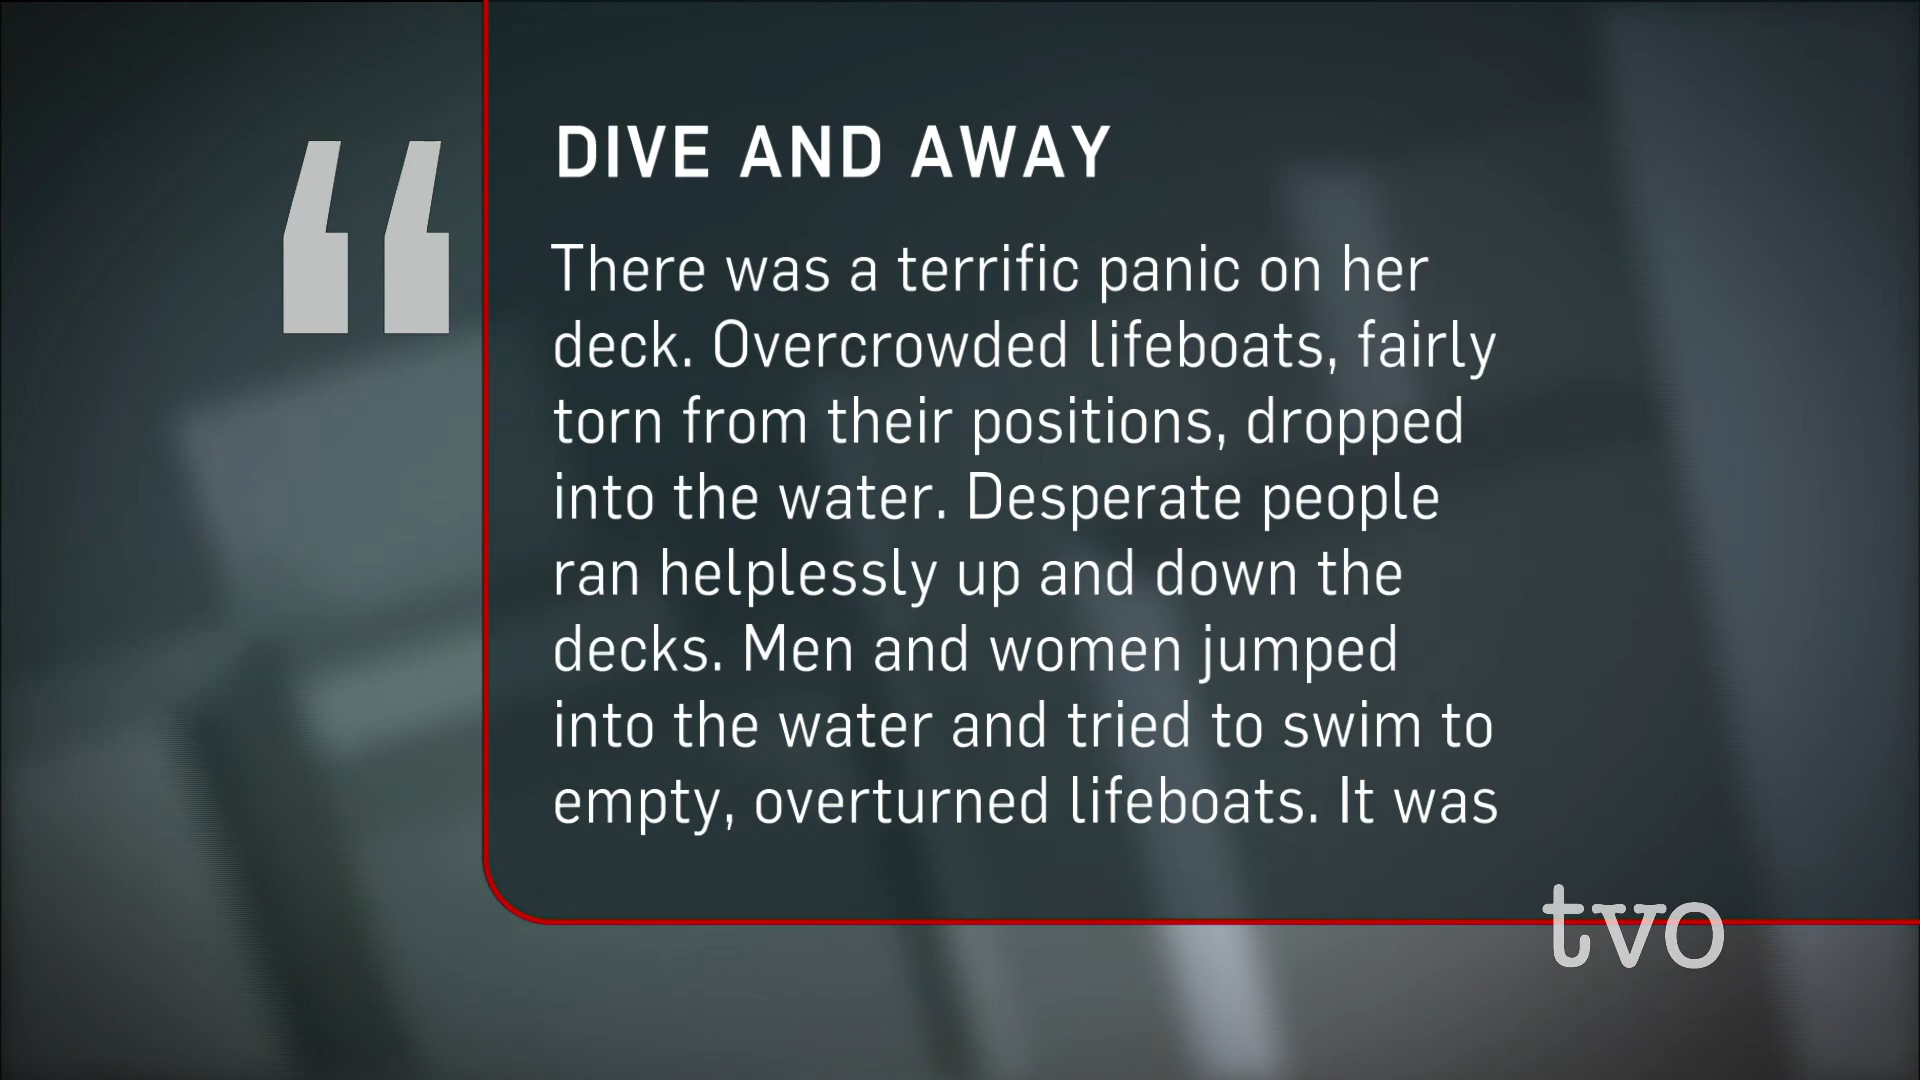 “
DIVE AND AWAY
There was a terrific panic on her
deck. Overcrowded lifeboats, fairly
torn from their positions, dropped
into the water. Desperate people
ran helplessly up and down the
decks. Men and women jumped
into the water and tried to swim to
empty, overturned lifeboats. It was
tvo